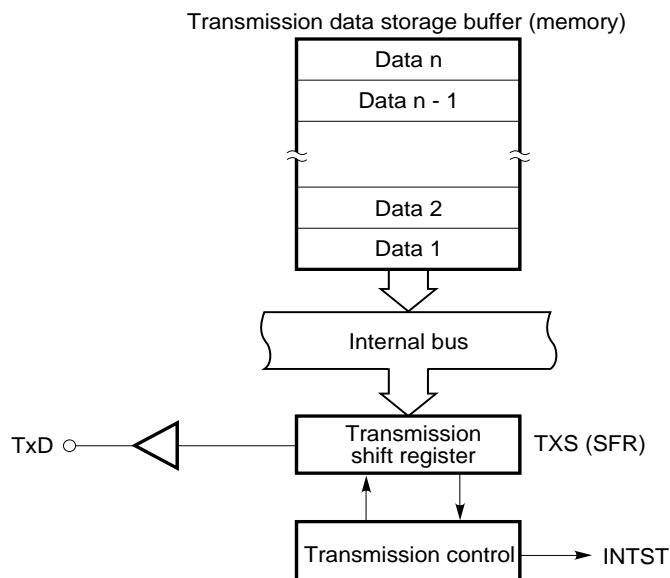 Transmission data storage buffer (memory)
Data n
Data n - 1
Data 2
Data 1
Internal bus
TxD
Transmission
shift register
TXS (SFR)
Transmission control
INTST